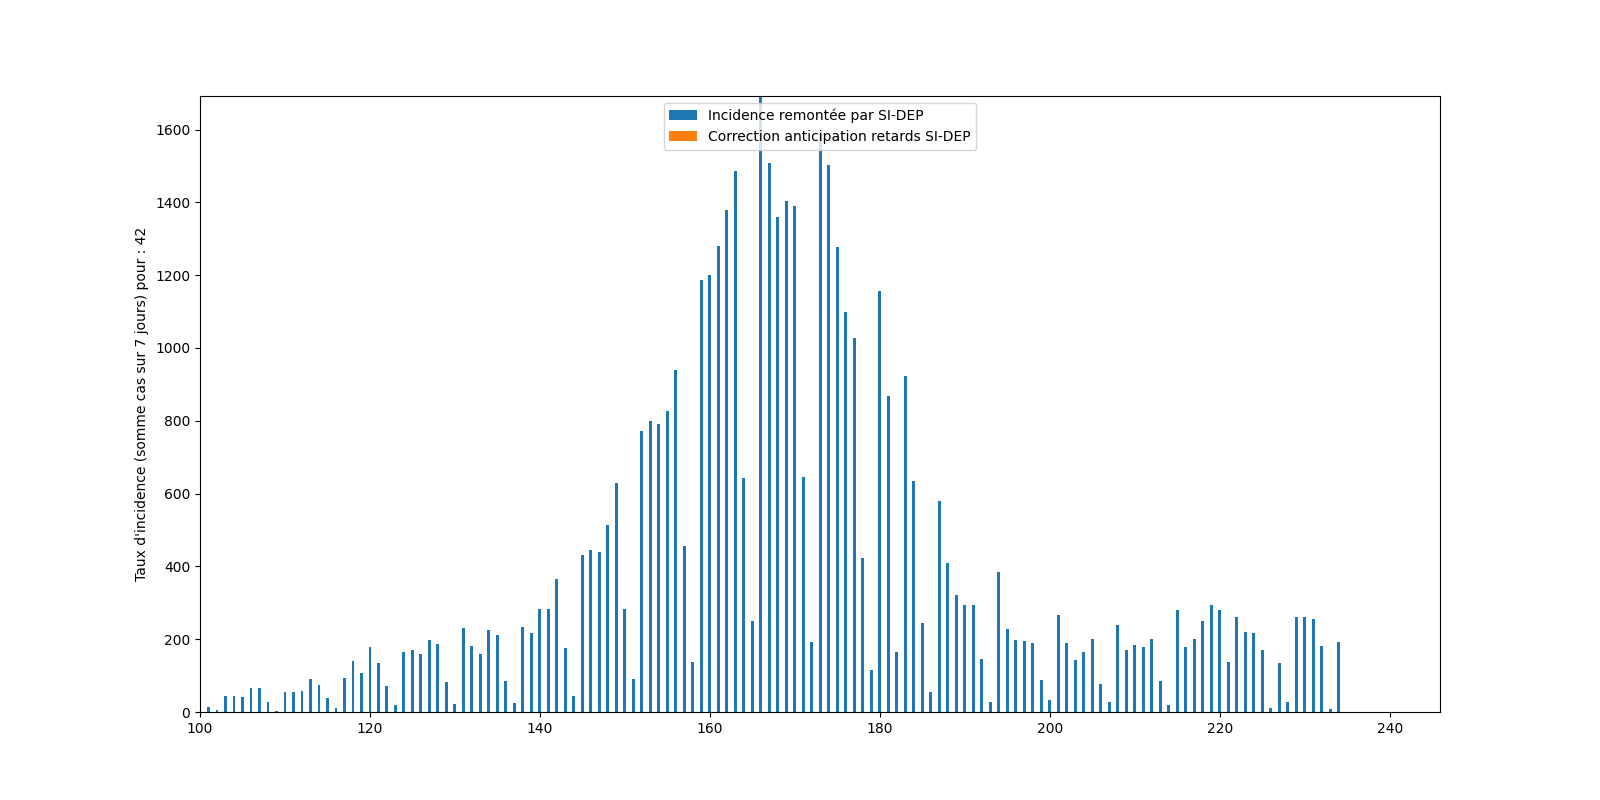 Incidence remontée par SI-DEP
Correction anticipation retards SI-DEP
Taux d'incidence (somme cas sur 7 jours) pour : 42
1600
1400
1200
1000
800
600
400
200
0
100 120 140 160 180 200 220 240